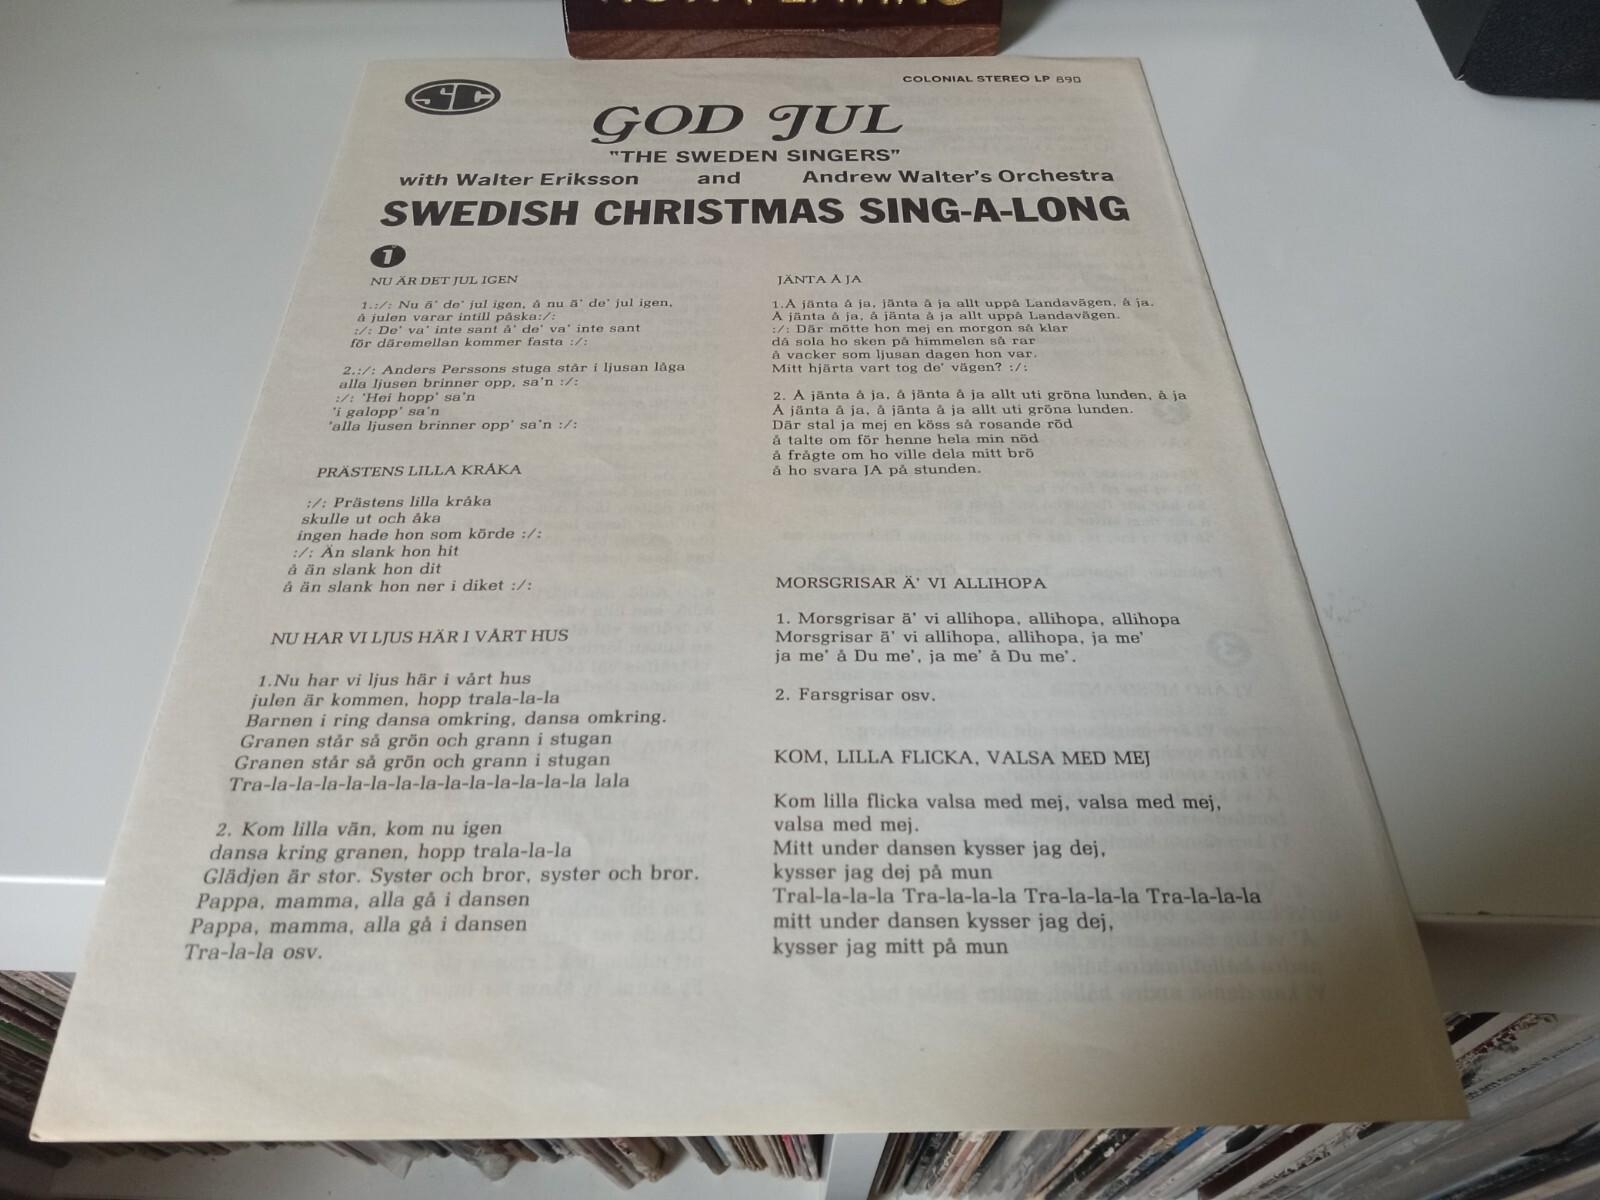 SC
COLONIAL STEREO LP 890
GOD JUL
"THE SWEDEN SINGERS"
with Walter Eriksson and Andrew Walter's Orchestra
SWEDISH CHRISTMAS SING-A-LONG
1
NU ÄR DET JUL IGEN
1.:/: Nu ä' de' jul igen, å nu ä' de' jul igen,
å julen varar intill påska:/:
:/: De' va' inte sant å' de' va' inte sant
för däremellan kommer fasta :/:
2.:/: Anders Perssons stuga står i ljusan låga
alla ljusen brinner opp, sa'n :/:
:/: 'Hei hopp' sa'n
'i galopp' sa'n
'alla ljusen brinner opp' sa'n :/:
PRÄSTENS LILLA KRÅKA
:/: Prästens lilla kråka
skulle ut och åka
ingen hade hon som körde :/:
:/: Än slank hon hit
å än slank hon dit
å än slank hon ner i diket :/:
NU HAR VI LJUS HÄR I VÅRT HUS
1.Nu har vi ljus här i vårt hus
julen är kommen, hopp trala-la-la
Barnen i ring dansa omkring, dansa omkring.
Granen står så grön och grann i stugan
Granen står så grön och grann i stugan
Tra-la-la-la-la-la-la-la-la-la-la-la-la-la lala
2. Kom lilla vän, kom nu igen
dansa kring granen, hopp trala-la-la
Glädjen är stor. Syster och bror, syster och bror.
Pappa, mamma, alla gå i dansen
Pappa, mamma, alla gå i dansen
Tra-la-la osv.
JÄNTA Å JA
1.Å jänta å ja, jänta å ja allt uppå Landavägen, å ja.
Å jänta å ja, å jänta å ja allt uppå Landavägen.
:/: Där mötte hon mej en morgon så klar
då sola ho sken på himmelen så rar
å vacker som ljusan dagen hon var.
Mitt hjärta vart tog de' vägen? :/:
2. Å jänta å ja, å jänta å ja allt uti gröna lunden, å ja
Å jänta å ja, å jänta å ja allt uti gröna lunden.
Där stal ja mej en köss så rosande röd
å talte om för henne hela min nöd
å frågte om ho ville dela mitt brö
å ho svara JA på stunden.
MORSGRISAR Ä' VI ALLIHOPA
1. Morsgrisar ä' vi allihopa, allihopa, allihopa
Morsgrisar ä' vi allihopa, allihopa, ja me'
ja me' å Du me', ja me' å Du me'.
2. Farsgrisar osv.
KOM, LILLA FLICKA, VALSA MED MEJ
Kom lilla flicka valsa med mej, valsa med mej,
valsa med mej.
Mitt under dansen kysser jag dej,
kysser jag dej på mun
Tral-la-la-la Tra-la-la-la Tra-la-la-la Tra-la-la-la
mitt under dansen kysser jag dej,
kysser jag mitt på mun